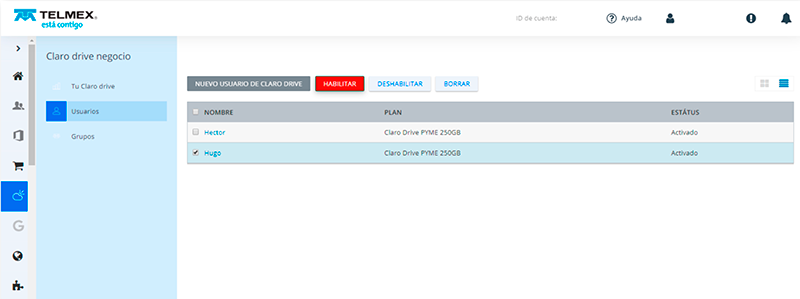 TELMEX®
está contigo
ID de cuenta:
Ayuda
Claro drive negocio
Tu Claro drive
Usuarios
Grupos
NUEVO USUARIO DE CLARO DRIVE
HABILITAR
DESHABILITAR
BORRAR
NOMBRE PLAN ESTÁTUS
Hector Claro Drive PYME 250GB Activado
Hugo Claro Drive PYME 250GB Activado